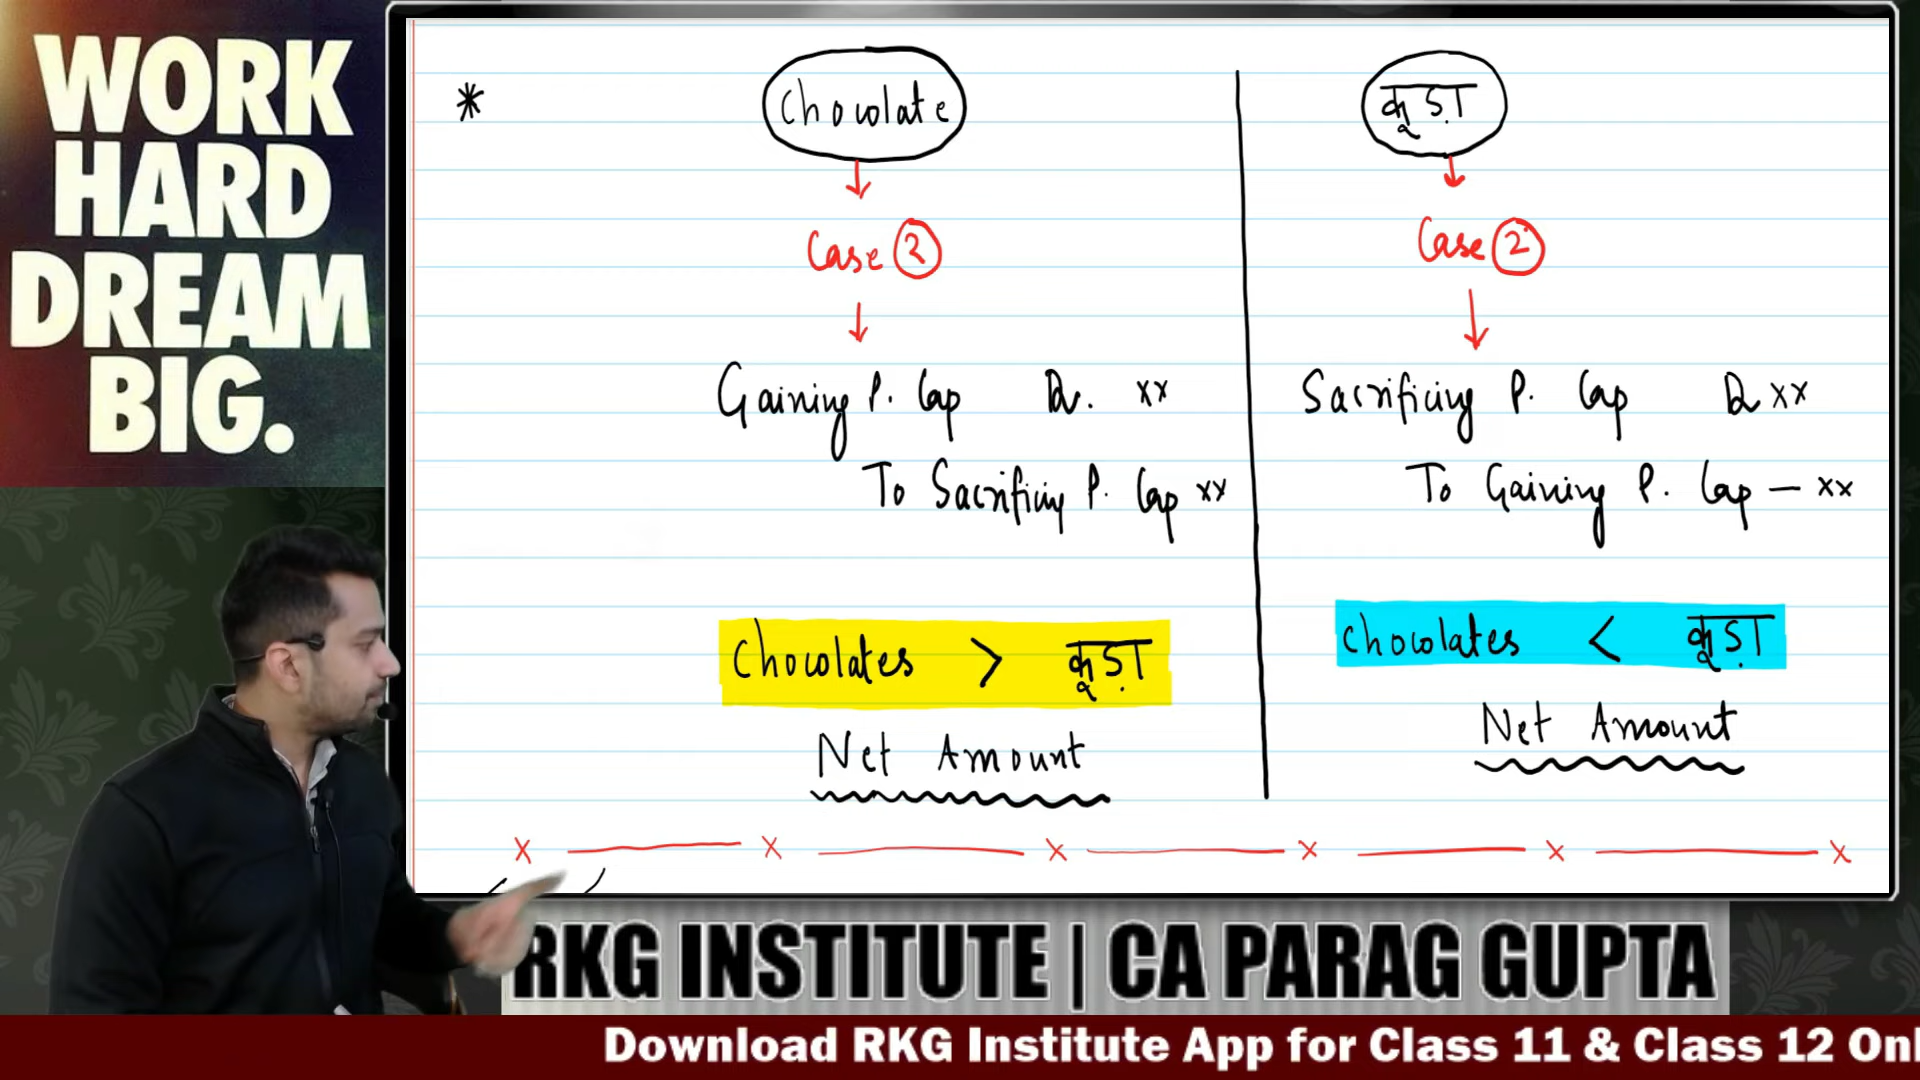 WORK
HARD
DREAM
BIG.
* Chocolate
Case 2
Gaining P. Cap Dr. xx
To Sacrificing P. Cap xx
Chocolates > कूड़ा
Net Amount
कूड़ा
Case 2
Sacrificing P. Cap Dr xx
To Gaining P. Cap — xx
Chocolates < कूड़ा
Net Amount
x x x x x x
RKG INSTITUTE | CA PARAG GUPTA
Download RKG Institute App for Class 11 & Class 12 Onl